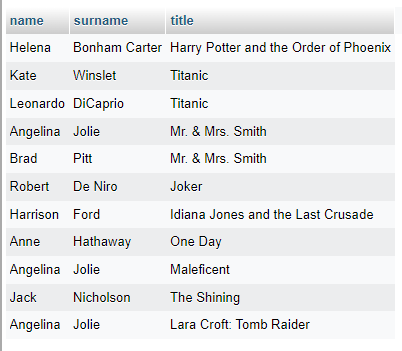 name surname title
Helena Bonham Carter Harry Potter and the Order of Phoenix
Kate Winslet Titanic
Leonardo DiCaprio Titanic
Angelina Jolie Mr. & Mrs. Smith
Brad Pitt Mr. & Mrs. Smith
Robert De Niro Joker
Harrison Ford Idiana Jones and the Last Crusade
Anne Hathaway One Day
Angelina Jolie Maleficent
Jack Nicholson The Shining
Angelina Jolie Lara Croft: Tomb Raider